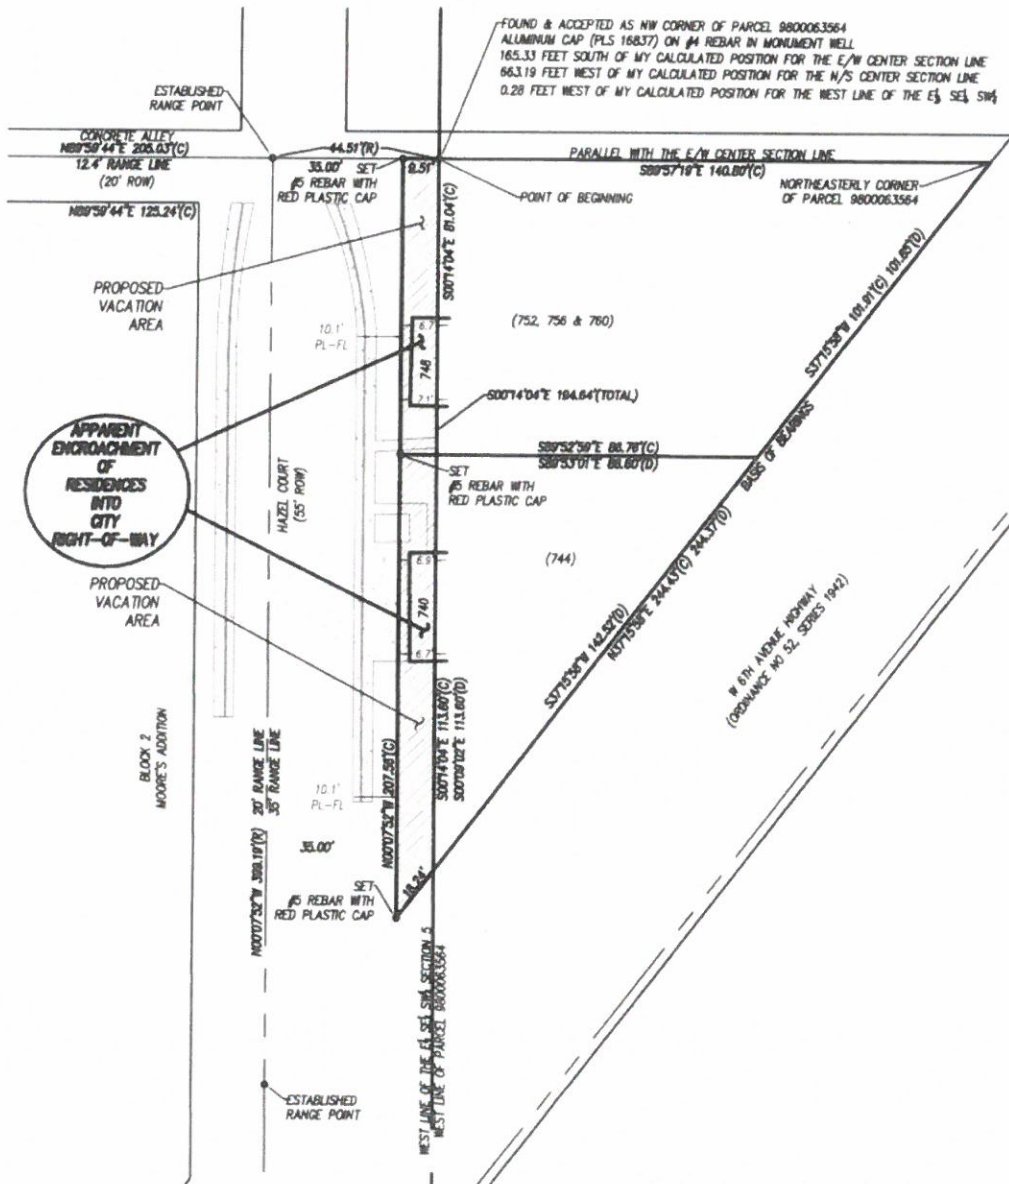 FOUND & ACCEPTED AS NW CORNER OF PARCEL 9800063564
ALUMINUM CAP (PLS 16837) ON #4 REBAR IN MONUMENT WELL
165.33 FEET SOUTH OF MY CALCULATED POSITION FOR THE E/W CENTER SECTION LINE
663.19 FEET WEST OF MY CALCULATED POSITION FOR THE N/S CENTER SECTION LINE
0.28 FEET WEST OF MY CALCULATED POSITION FOR THE WEST LINE OF THE E½ SE¼ SW¼
ESTABLISHED
RANGE POINT
CONCRETE ALLEY
N89°59'44"E 205.03'(C)
12.4' RANGE LINE
(20' ROW)
N89°59'44"E 125.24'(C)
44.51'(R)
35.00'
SET
#5 REBAR WITH
RED PLASTIC CAP
9.51'
PARALLEL WITH THE E/W CENTER SECTION LINE
S89°57'19"E 140.80'(C)
POINT OF BEGINNING
NORTHEASTERLY CORNER
OF PARCEL 9800063564
S00°14'04"E 81.04'(C)
PROPOSED
VACATION
AREA
10.1'
PL-FL
6.7'
748
7.1'
(752, 756 & 760)
S37°15'58"W 101.91'(C) 101.85'(D)
S00°14'04"E 194.64'(TOTAL)
S89°52'59"E 88.76'(C)
S89°53'01"E 88.60'(D)
BASIS OF BEARINGS
SET
#5 REBAR WITH
RED PLASTIC CAP
APPARENT
ENCROACHMENT
OF
RESIDENCES
INTO
CITY
RIGHT-OF-WAY
HAZEL COURT
(55' ROW)
PROPOSED
VACATION
AREA
6.9'
740
6.7'
(744)
S37°15'58"W 142.52'(D)
N37°15'58"E 244.43'(C) 244.37'(D)
W 6TH AVENUE HIGHWAY
(ORDINANCE NO 52, SERIES 1942)
BLOCK 2
MOORE'S ADDITION
N00°07'52"W 399.19'(R)
20' RANGE LINE
35' RANGE LINE
10.1'
PL-FL
35.00'
N00°07'52"W 207.58'(C)
S00°14'04"E 113.60'(C)
S00°09'02"E 113.60'(D)
18.24'
SET
#5 REBAR WITH
RED PLASTIC CAP
WEST LINE OF THE E½ SE¼ SW¼ SECTION 5
WEST LINE OF PARCEL 9800063564
ESTABLISHED
RANGE POINT